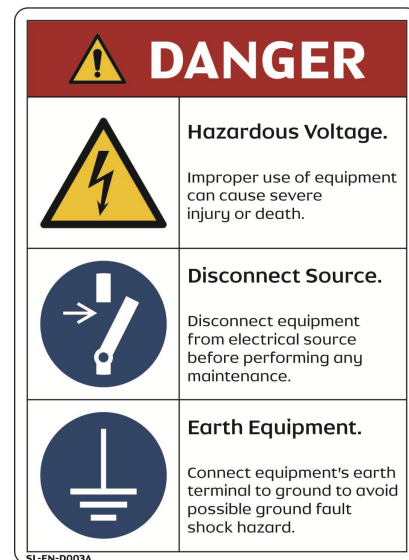 DANGER
Hazardous Voltage.
Improper use of equipment
can cause severe
injury or death.
Disconnect Source.
Disconnect equipment
from electrical source
before performing any
maintenance.
Earth Equipment.
Connect equipment's earth
terminal to ground to avoid
possible ground fault
shock hazard.
SL-EN-D003A